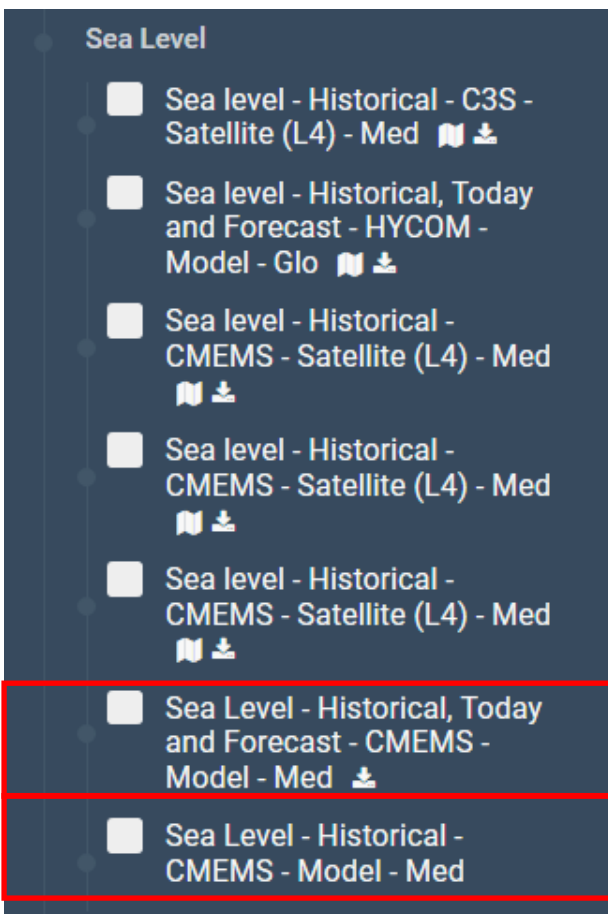 Sea Level
Sea level - Historical - C3S -
Satellite (L4) - Med
Sea level - Historical, Today
and Forecast - HYCOM -
Model - Glo
Sea level - Historical -
CMEMS - Satellite (L4) - Med
Sea level - Historical -
CMEMS - Satellite (L4) - Med
Sea level - Historical -
CMEMS - Satellite (L4) - Med
Sea Level - Historical, Today
and Forecast - CMEMS -
Model - Med
Sea Level - Historical -
CMEMS - Model - Med